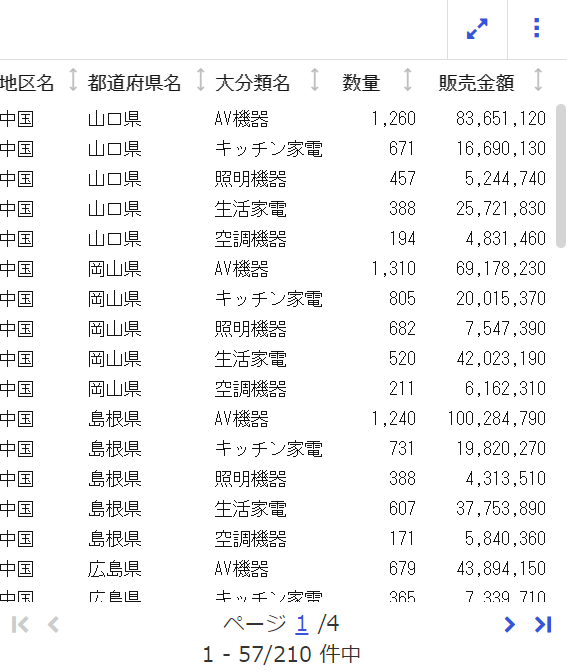 地区名 都道府県名 大分類名 数量 販売金額
中国 山口県 AV機器 1,260 83,651,120
中国 山口県 キッチン家電 671 16,690,130
中国 山口県 照明機器 457 5,244,740
中国 山口県 生活家電 388 25,721,830
中国 山口県 空調機器 194 4,831,460
中国 岡山県 AV機器 1,310 69,178,230
中国 岡山県 キッチン家電 805 20,015,370
中国 岡山県 照明機器 682 7,547,390
中国 岡山県 生活家電 520 42,023,190
中国 岡山県 空調機器 211 6,162,310
中国 島根県 AV機器 1,240 100,284,790
中国 島根県 キッチン家電 731 19,820,270
中国 島根県 照明機器 388 4,313,510
中国 島根県 生活家電 607 37,753,890
中国 島根県 空調機器 171 5,840,360
中国 広島県 AV機器 679 43,894,150
中国 広島県 キッチン家電 365 7,339,710
ページ 1 /4
1 - 57/210 件中